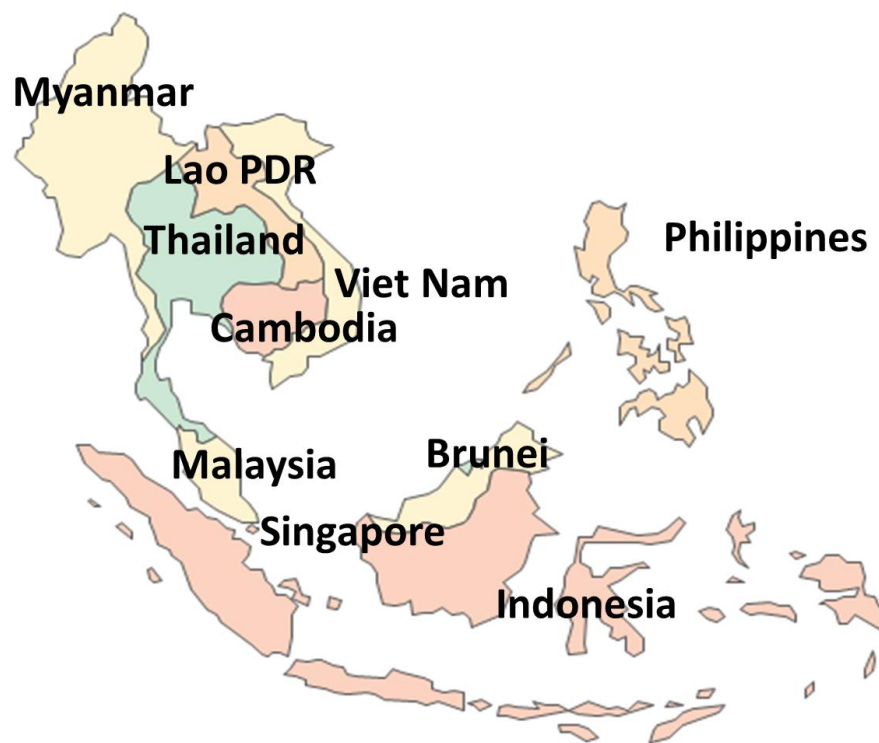 Myanmar
Lao PDR
Thailand
Philippines
Viet Nam
Cambodia
Brunei
Malaysia
Singapore
Indonesia